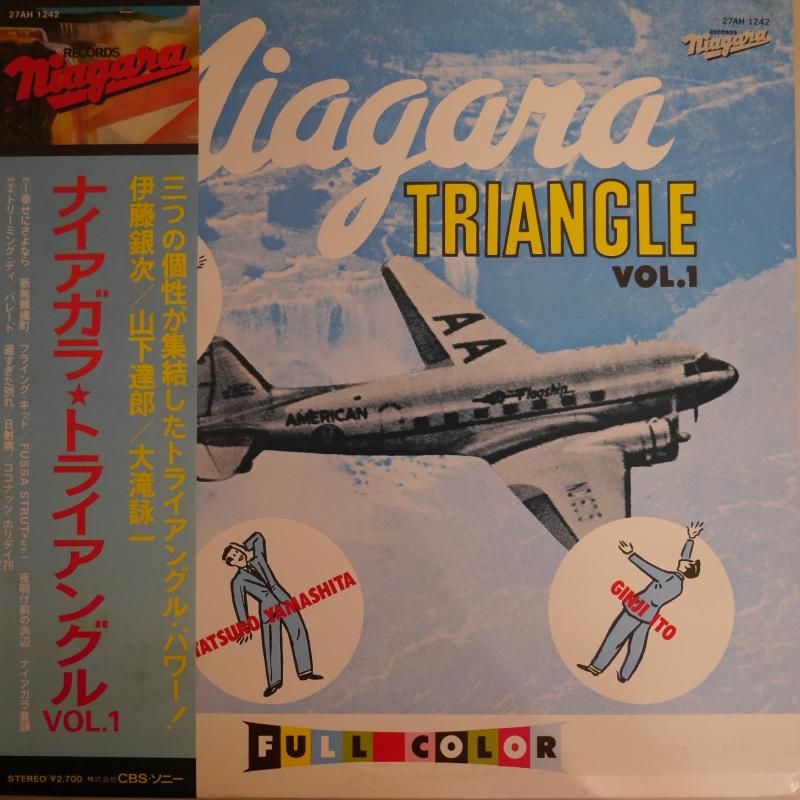 27AH 1242
RECORDS
Niagara
三つの個性が集結したトライアングル・パワー!
伊藤銀次/山下達郎/大滝詠一
ナイアガラ★トライアングル
VOL.1
①幸せにさよなら 新無頼横町 フライング・キッド/FUSSA STRUT Part-1/夜明け前の浜辺 ナイアガラ音頭
②ドリーミング・デイ/パレード 遅すぎた別れ 日射病/ココナッツ・ホリデイ'76
STEREO ¥2,700 株式会社CBS・ソニー
27AH 1242
RECORDS
Niagara
Niagara
TRIANGLE
VOL.1
AA
Flagship
AMERICAN
TATSURO YAMASHITA
GINJI ITO
FULL COLOR